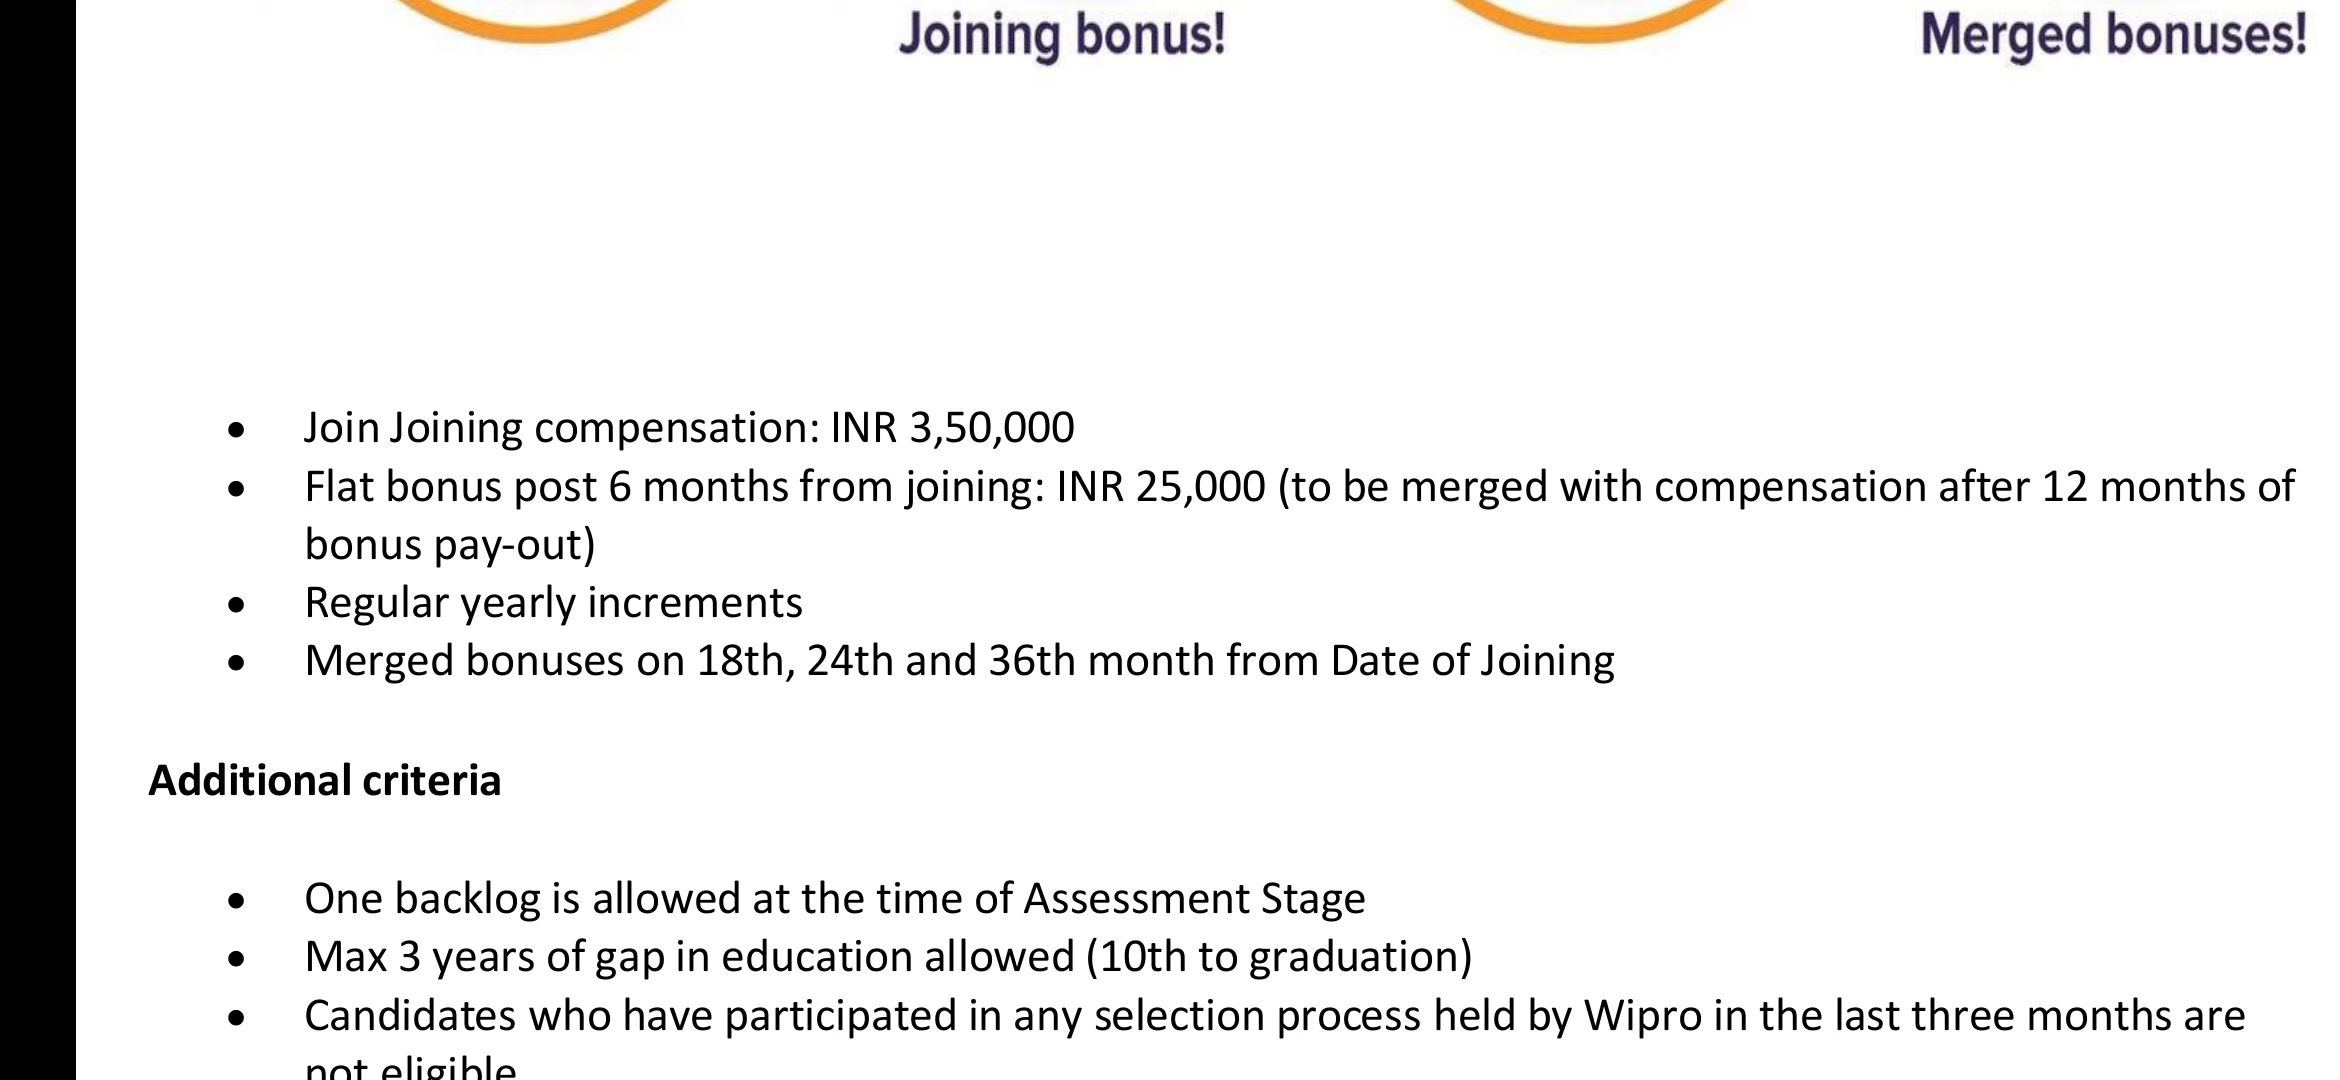 Joining bonus!
Merged bonuses!
• Join Joining compensation: INR 3,50,000
• Flat bonus post 6 months from joining: INR 25,000 (to be merged with compensation after 12 months of
bonus pay-out)
• Regular yearly increments
• Merged bonuses on 18th, 24th and 36th month from Date of Joining
Additional criteria
• One backlog is allowed at the time of Assessment Stage
• Max 3 years of gap in education allowed (10th to graduation)
• Candidates who have participated in any selection process held by Wipro in the last three months are
not eligible